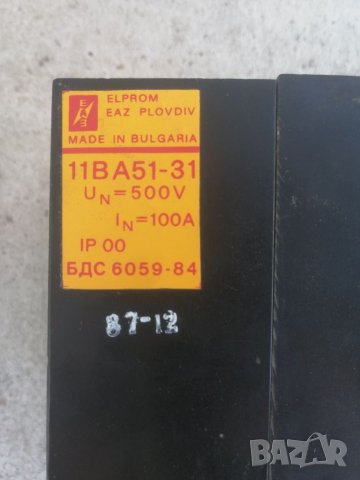 ELPROM
EAZ PLOVDIV
MADE IN BULGARIA
11BA51-31
UN=500V
IN=100A
IP 00
БДС 6059-84
87-12
BAZAR